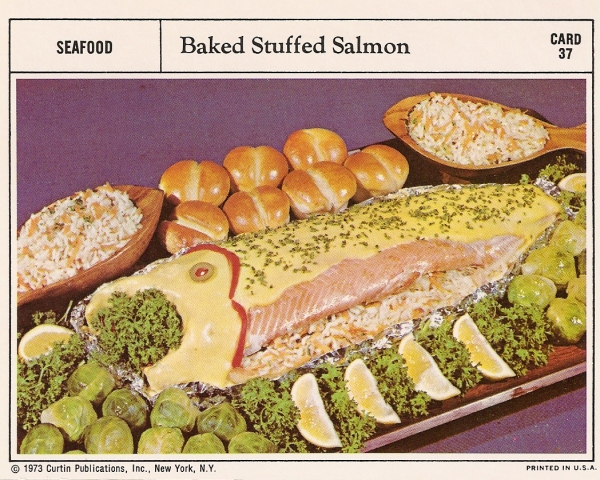 SEAFOOD
Baked Stuffed Salmon
CARD
37
© 1973 Curtin Publications, Inc., New York, N.Y.
PRINTED IN U.S.A.